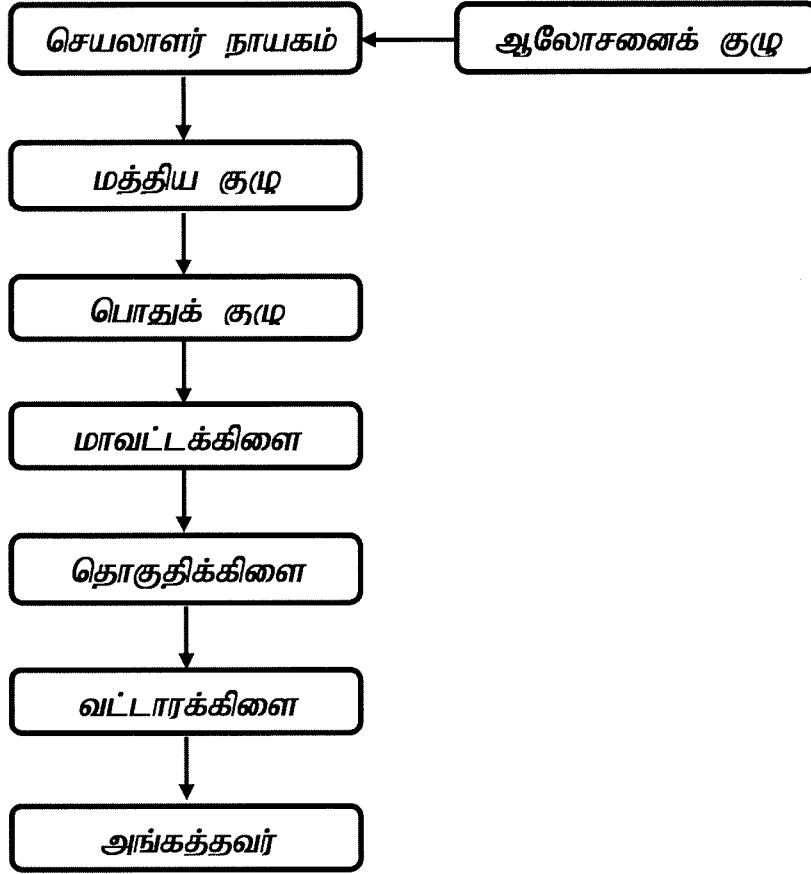 செயலாளர் நாயகம்
ஆலோசனைக் குழு
மத்திய குழு
பொதுக் குழு
மாவட்டக்கிளை
தொகுதிக்கிளை
வட்டாரக்கிளை
அங்கத்தவர்